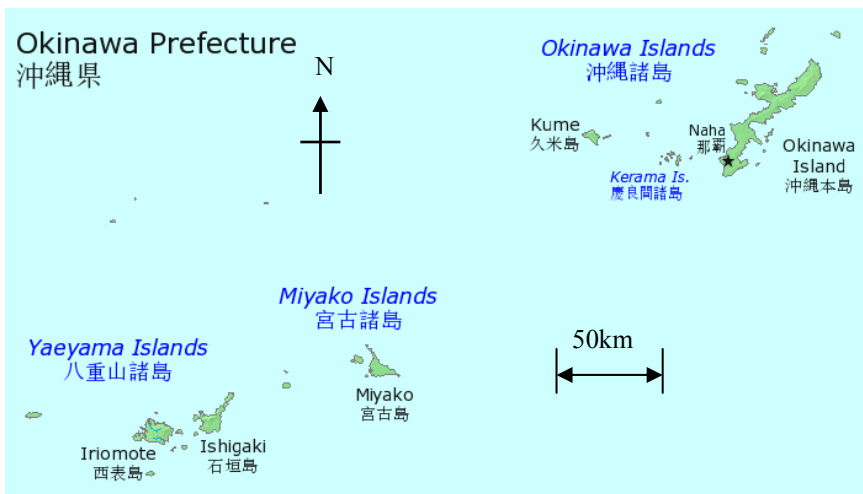 Okinawa Prefecture
沖縄県
N
Okinawa Islands
沖縄諸島
Kume
久米島
Naha
那覇
Okinawa
Island
沖縄本島
Kerama Is.
慶良間諸島
Miyako Islands
宮古諸島
50km
Yaeyama Islands
八重山諸島
Miyako
宮古島
Iriomote
西表島
Ishigaki
石垣島